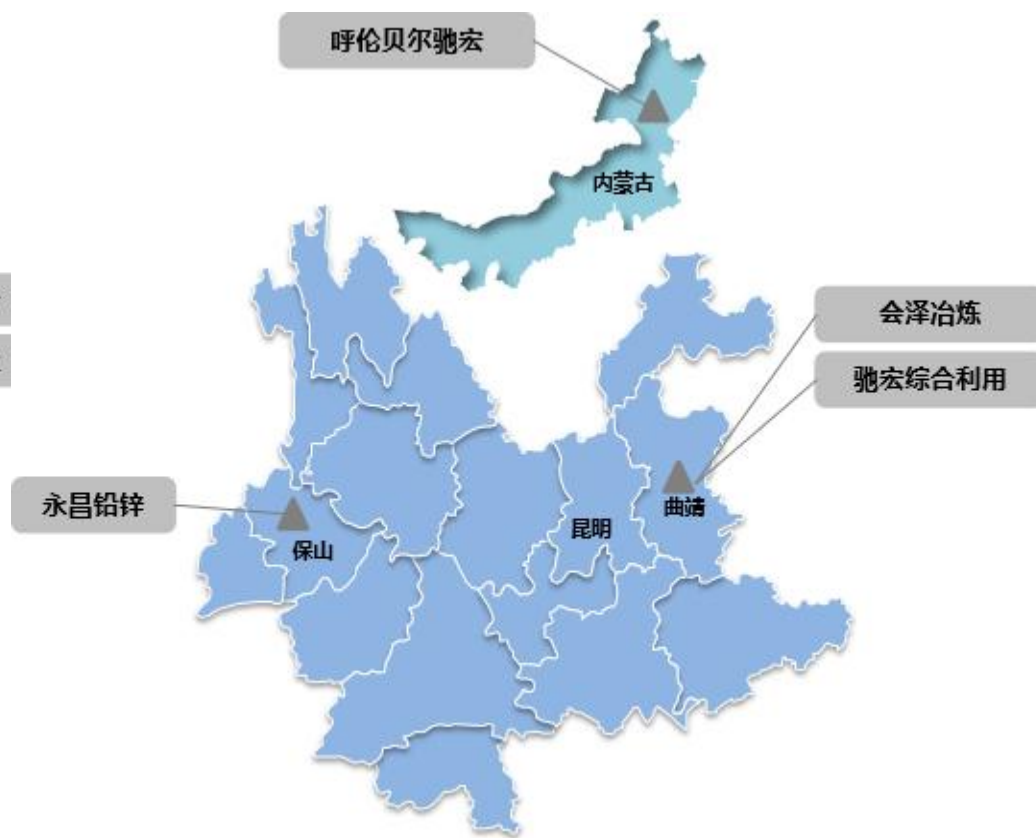 呼伦贝尔驰宏
内蒙古
会泽冶炼
驰宏综合利用
永昌铅锌
曲靖
昆明
保山